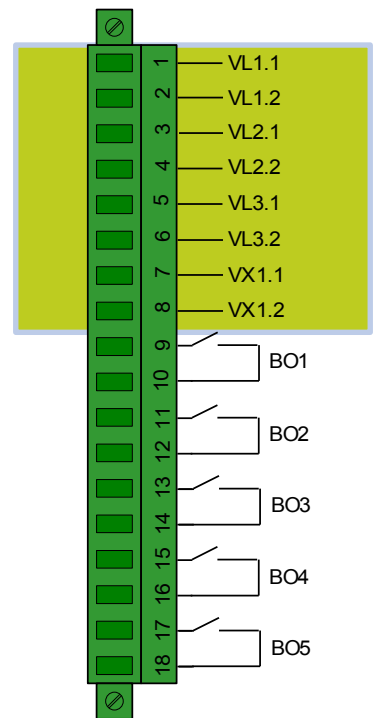 1 VL1.1
2 VL1.2
3 VL2.1
4 VL2.2
5 VL3.1
6 VL3.2
7 VX1.1
8 VX1.2
9
BO1
10
11
BO2
12
13
BO3
14
15
BO4
16
17
BO5
18